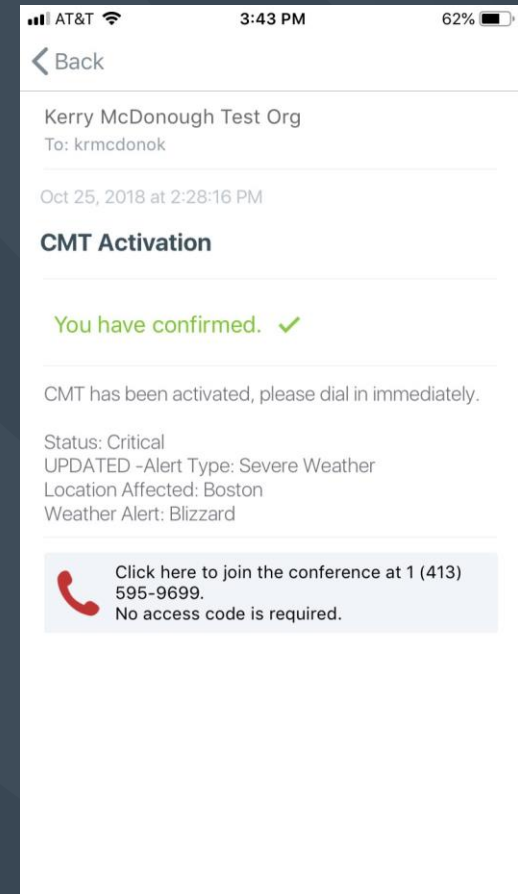 AT&T 3:43 PM 62%
Back
Kerry McDonough Test Org
To: krmcdonok
Oct 25, 2018 at 2:28:16 PM
CMT Activation
You have confirmed.
CMT has been activated, please dial in immediately.
Status: Critical
UPDATED -Alert Type: Severe Weather
Location Affected: Boston
Weather Alert: Blizzard
Click here to join the conference at 1 (413)
595-9699.
No access code is required.